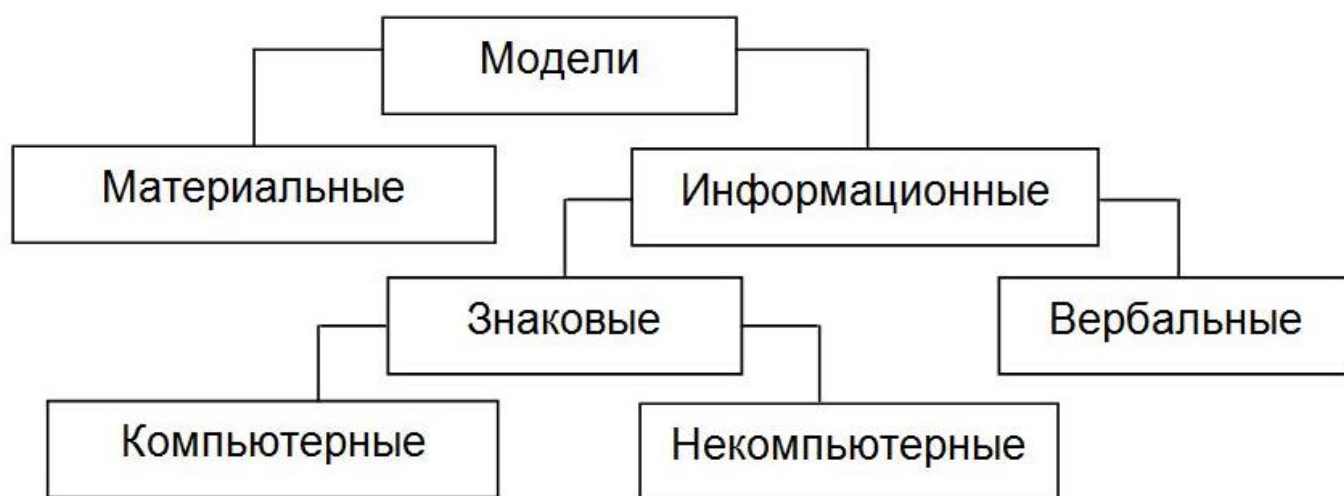 Модели
Материальные
Информационные
Знаковые
Вербальные
Компьютерные
Некомпьютерные